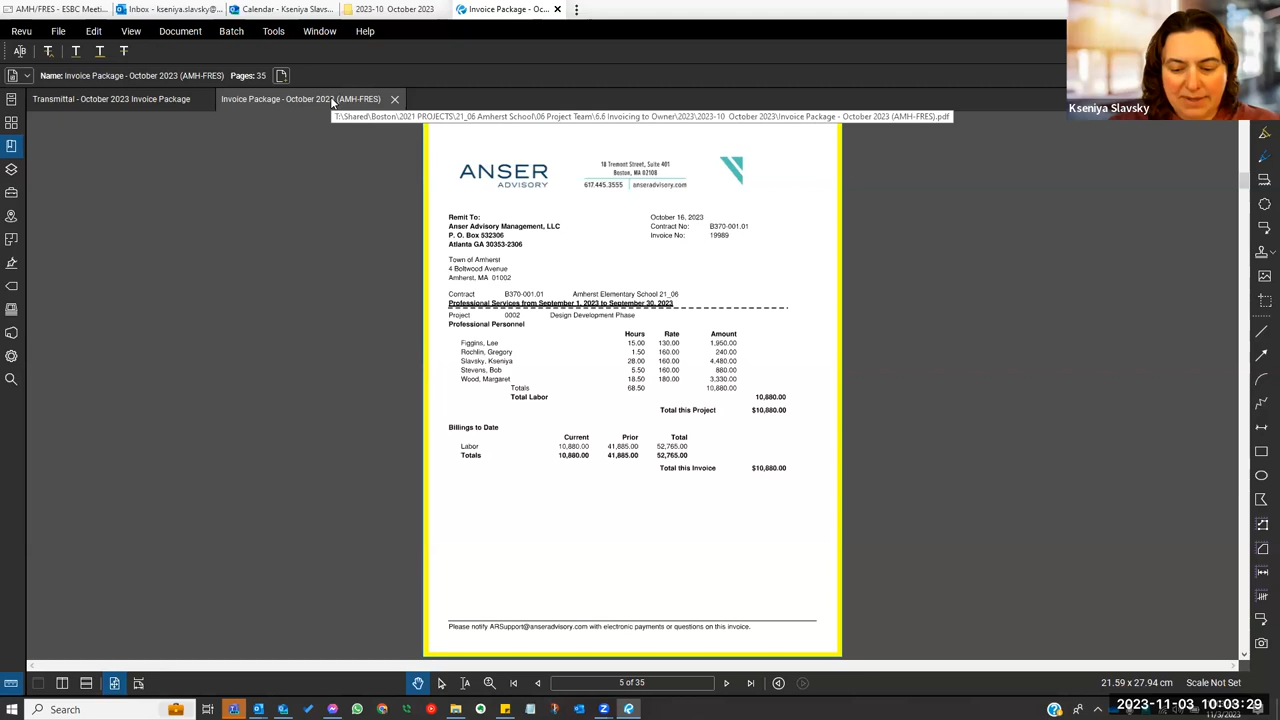 AMH/FRES - ESBC Meeti...
Inbox - kseniya.slavsky@...
Calendar - Kseniya Slavs...
2023-10 October 2023
Invoice Package - Oc...
Revu File Edit View Document Batch Tools Window Help
Name: Invoice Package - October 2023 (AMH-FRES) Pages: 35
Transmittal - October 2023 Invoice Package
Invoice Package - October 2023 (AMH-FRES)
T:\Shared\Boston\2021 PROJECTS\21_06 Amherst School\06 Project Team\6.6 Invoicing to Owner\2023\2023-10 October 2023\Invoice Package - October 2023 (AMH-FRES).pdf
Kseniya Slavsky
ANSER
ADVISORY
18 Tremont Street, Suite 401
Boston, MA 02108
617.445.3555 | anseradvisory.com
Remit To:
Anser Advisory Management, LLC
P. O. Box 532306
Atlanta GA 30353-2306
October 16, 2023
Contract No: B370-001.01
Invoice No: 19989
Town of Amherst
4 Boltwood Avenue
Amherst, MA 01002
Contract B370-001.01 Amherst Elementary School 21_06
Professional Services from September 1, 2023 to September 30, 2023
Project 0002 Design Development Phase
Professional Personnel
Hours Rate Amount
Figgins, Lee 15.00 130.00 1,950.00
Rochlin, Gregory 1.50 160.00 240.00
Slavsky, Kseniya 28.00 160.00 4,480.00
Stevens, Bob 5.50 160.00 880.00
Wood, Margaret 18.50 180.00 3,330.00
Totals 68.50 10,880.00
Total Labor 10,880.00
Total this Project $10,880.00
Billings to Date
Current Prior Total
Labor 10,880.00 41,885.00 52,765.00
Totals 10,880.00 41,885.00 52,765.00
Total this Invoice $10,880.00
Please notify ARSupport@anseradvisory.com with electronic payments or questions on this invoice.
5 of 35
21.59 x 27.94 cm Scale Not Set
Search
2023-11-03 10:03:29
11/3/2023